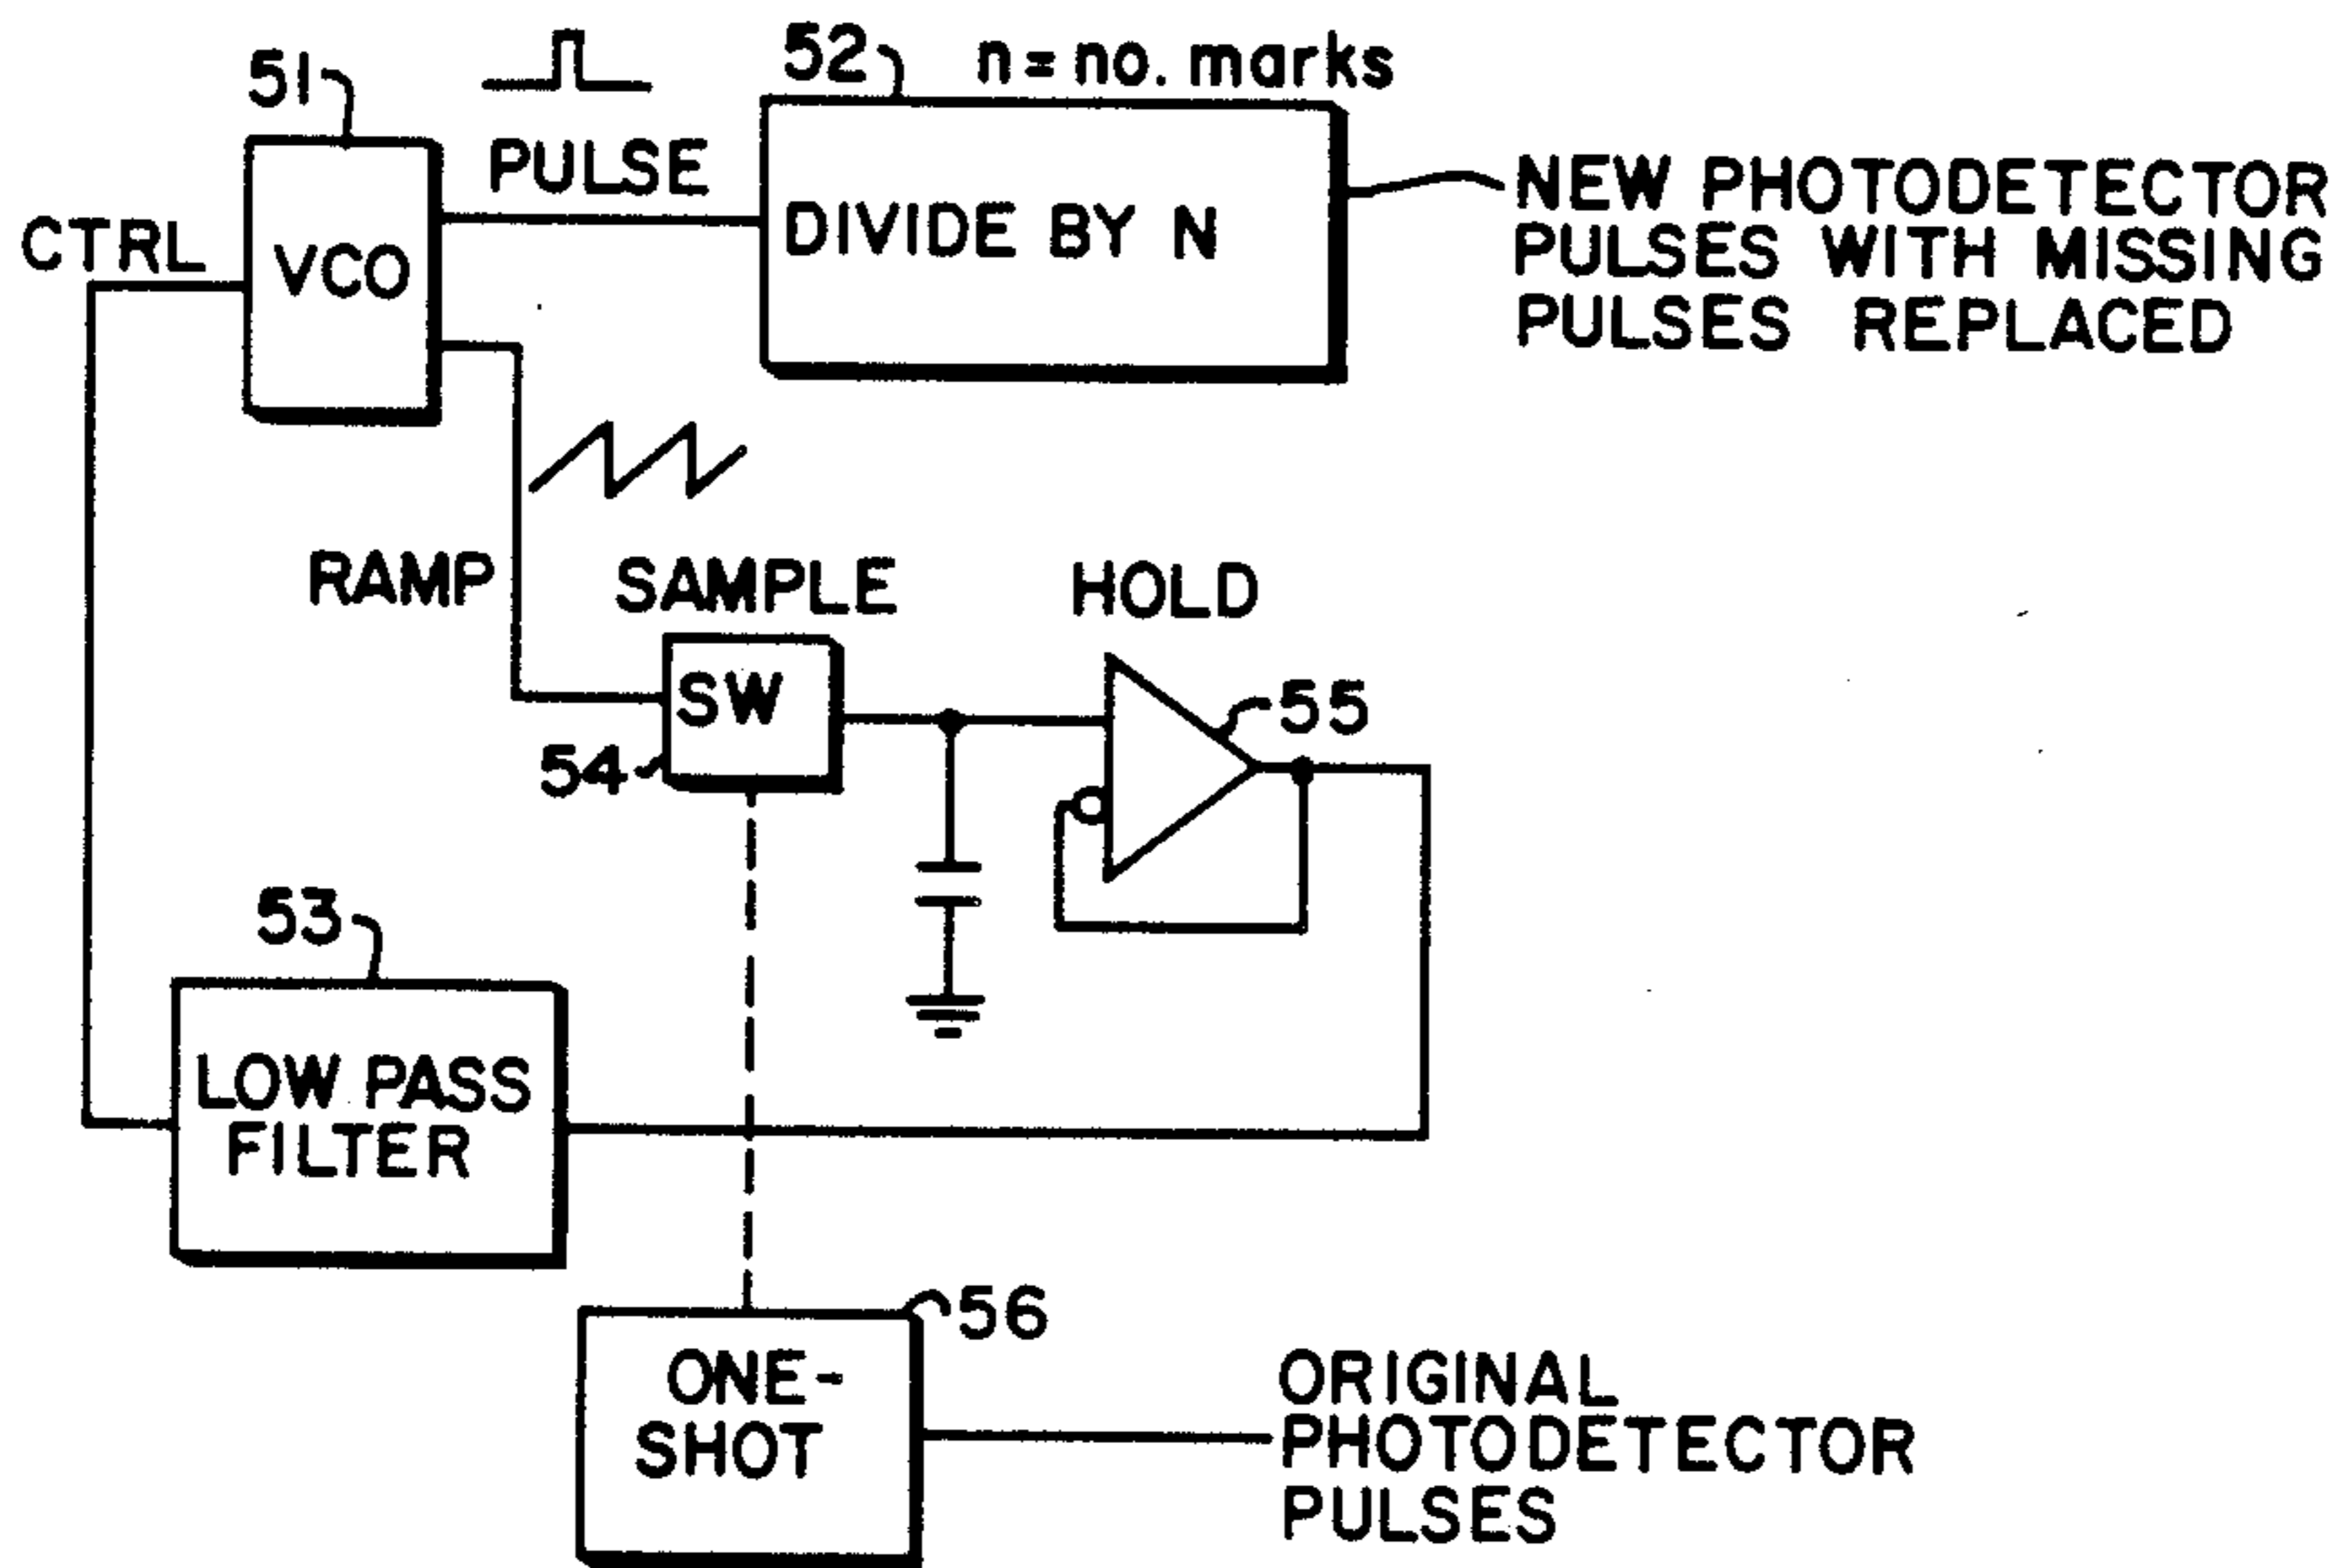 51
PULSE
52
n = no. marks
CTRL
VCO
DIVIDE BY N
NEW PHOTODETECTOR
PULSES WITH MISSING
PULSES REPLACED
RAMP
SAMPLE
HOLD
SW
54
55
53
LOW PASS
FILTER
56
ONE-
SHOT
ORIGINAL
PHOTODETECTOR
PULSES